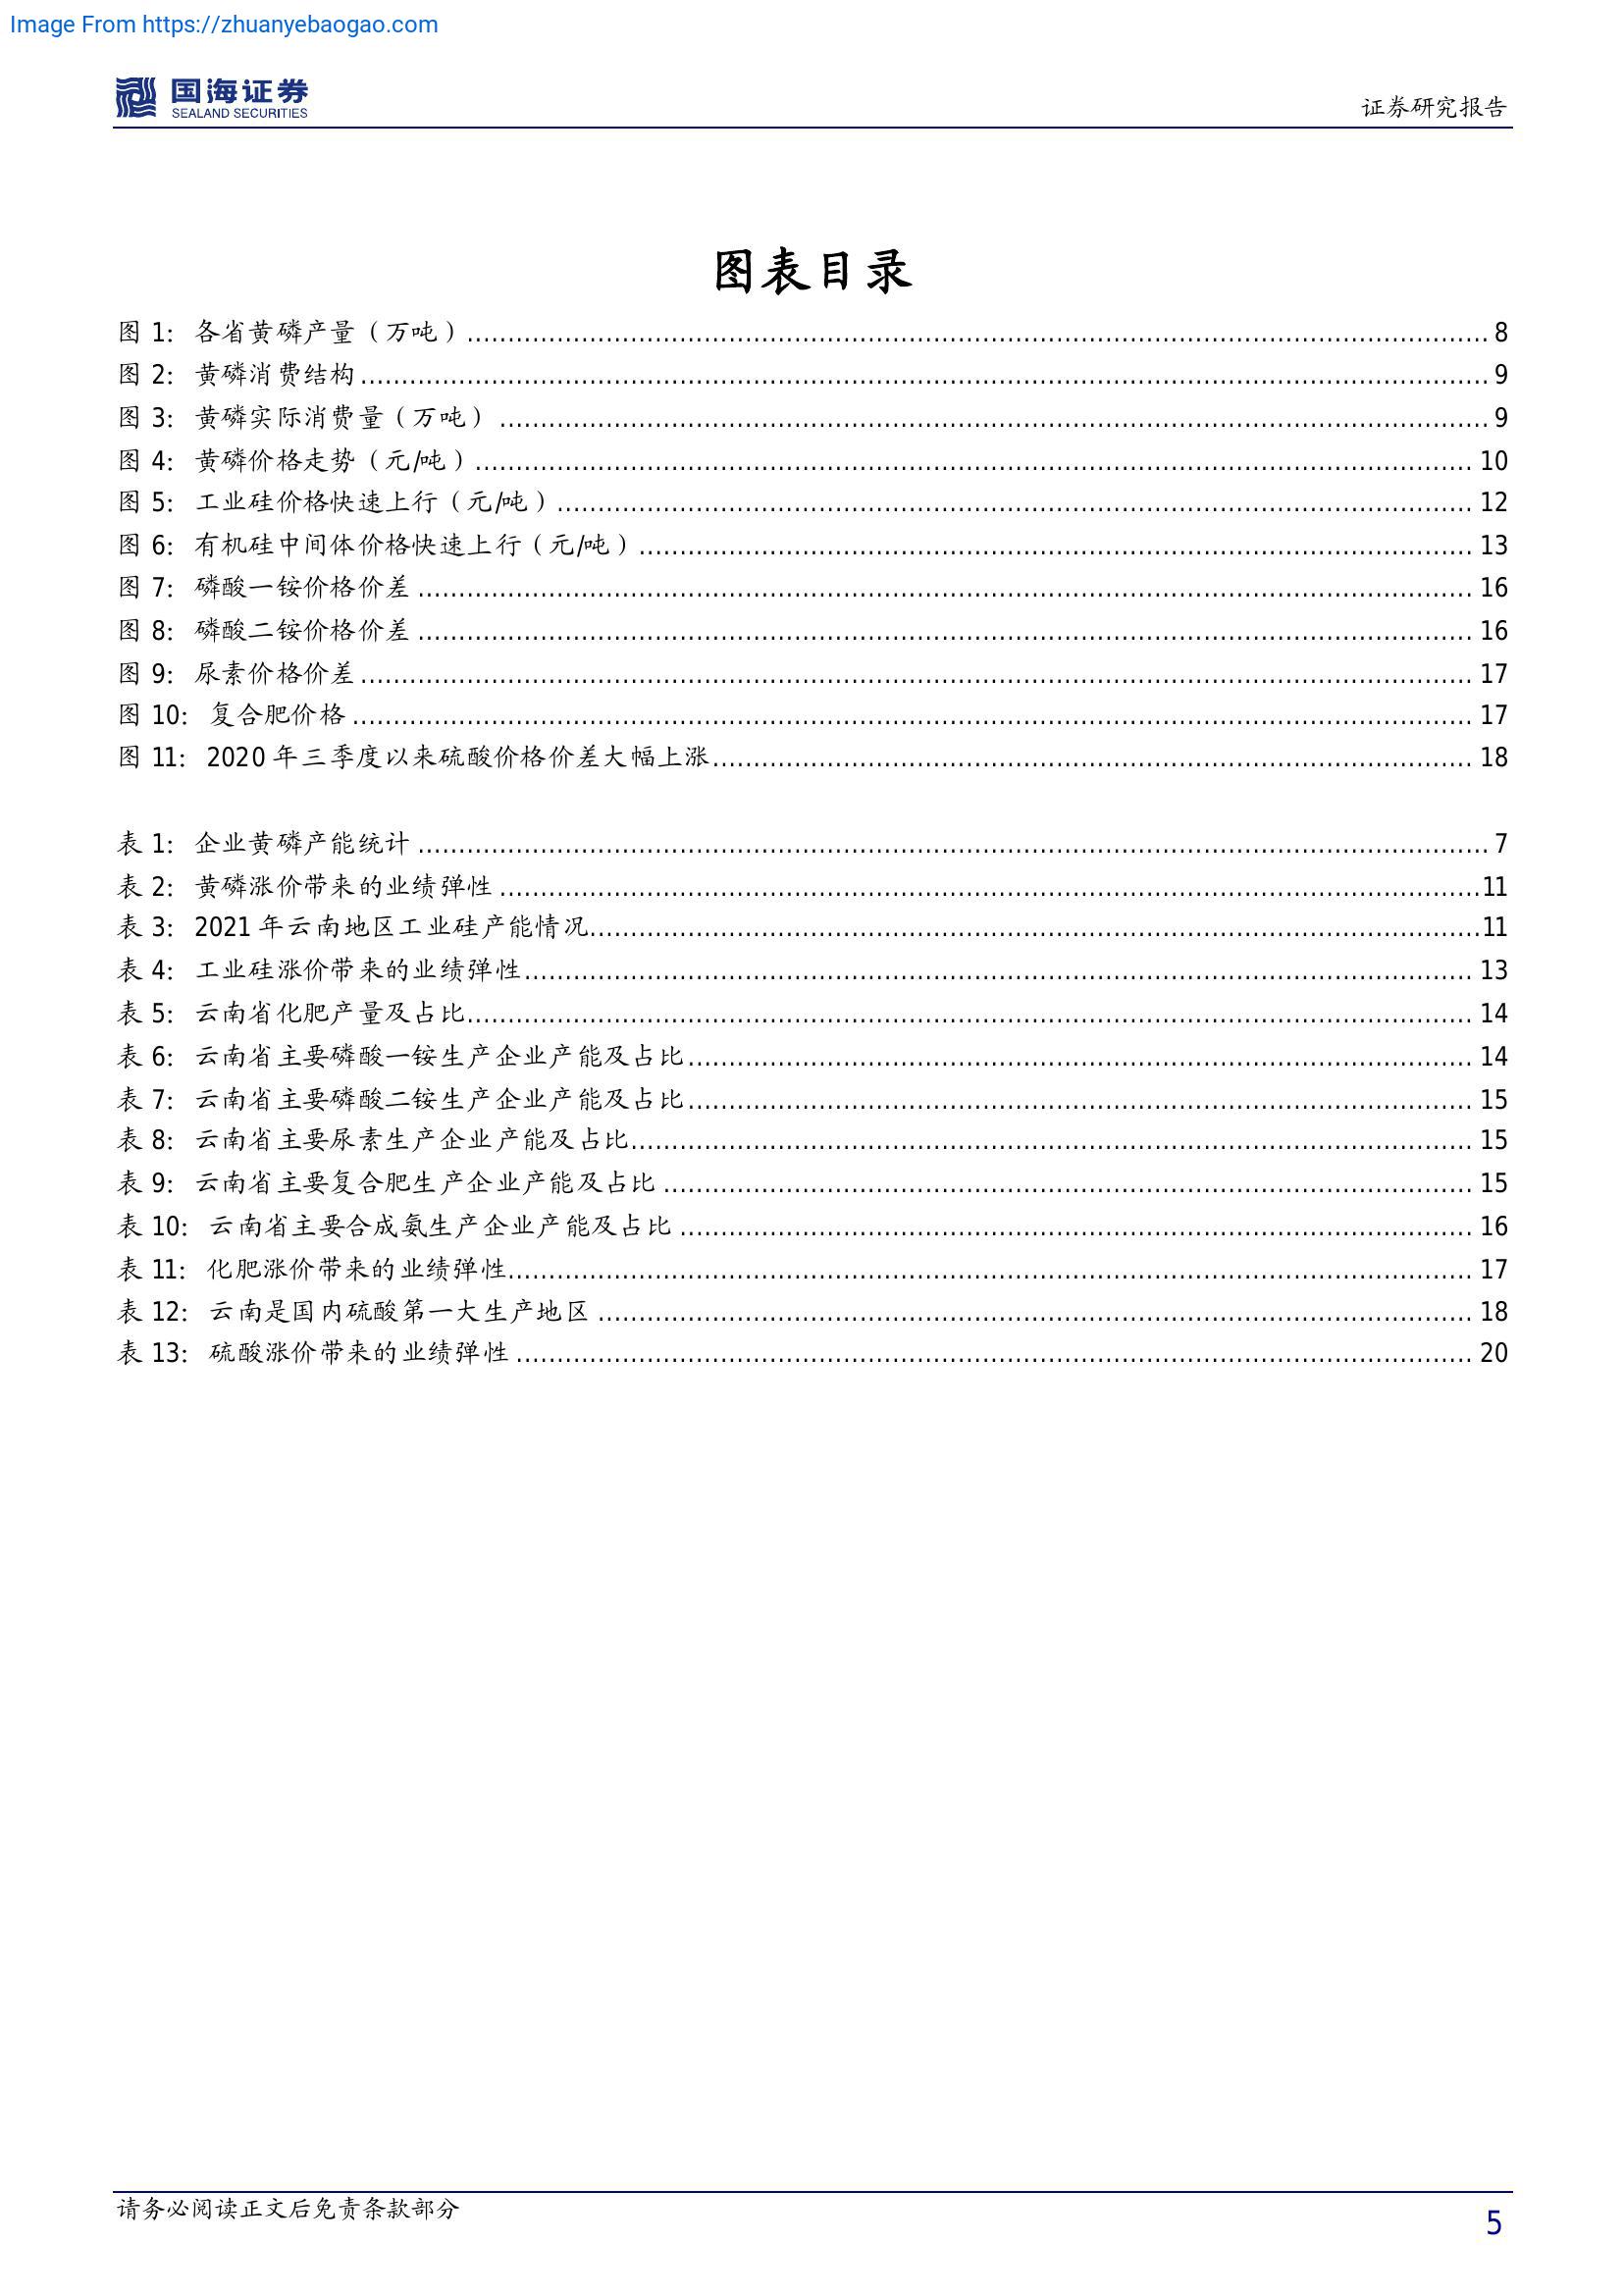 Image From https://zhuanyebaogao.com
国海证券
SEALAND SECURITIES
证券研究报告
图表目录
图 1: 各省黄磷产量（万吨）........ 8
图 2: 黄磷消费结构........ 9
图 3: 黄磷实际消费量（万吨）........ 9
图 4: 黄磷价格走势（元/吨）........ 10
图 5: 工业硅价格快速上行（元/吨）........ 12
图 6: 有机硅中间体价格快速上行（元/吨）........ 13
图 7: 磷酸一铵价格价差........ 16
图 8: 磷酸二铵价格价差........ 16
图 9: 尿素价格价差........ 17
图 10: 复合肥价格........ 17
图 11: 2020 年三季度以来硫酸价格价差大幅上涨........ 18
表 1: 企业黄磷产能统计........ 7
表 2: 黄磷涨价带来的业绩弹性........ 11
表 3: 2021 年云南地区工业硅产能情况........ 11
表 4: 工业硅涨价带来的业绩弹性........ 13
表 5: 云南省化肥产量及占比........ 14
表 6: 云南省主要磷酸一铵生产企业产能及占比........ 14
表 7: 云南省主要磷酸二铵生产企业产能及占比........ 15
表 8: 云南省主要尿素生产企业产能及占比........ 15
表 9: 云南省主要复合肥生产企业产能及占比........ 15
表 10: 云南省主要合成氨生产企业产能及占比........ 16
表 11: 化肥涨价带来的业绩弹性........ 17
表 12: 云南是国内硫酸第一大生产地区........ 18
表 13: 硫酸涨价带来的业绩弹性........ 20
请务必阅读正文后免责条款部分
5